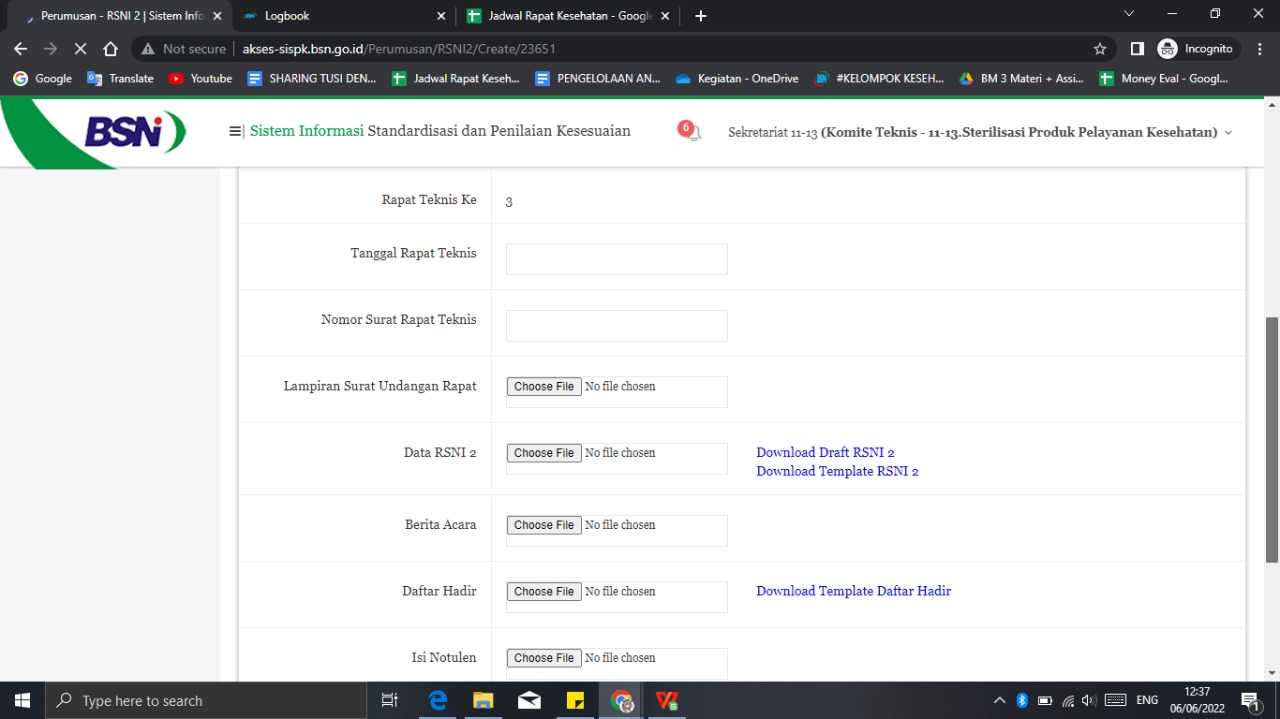 Perumusan - RSNI 2 | Sistem Info
Logbook
Jadwal Rapat Kesehatan - Google
Not secure
akses-sispk.bsn.go.id/Perumusan/RSNI2/Create/23651
Incognito
Google
Translate
Youtube
SHARING TUSI DEN...
Jadwal Rapat Keseh...
PENGELOLAAN AN...
Kegiatan - OneDrive
#KELOMPOK KESEH...
BM 3 Materi + Assi...
Money Eval - Googl...
BSN
| Sistem Informasi Standardisasi dan Penilaian Kesesuaian
6
Sekretariat 11-13 (Komite Teknis - 11-13.Sterilisasi Produk Pelayanan Kesehatan)
Rapat Teknis Ke
3
Tanggal Rapat Teknis
Nomor Surat Rapat Teknis
Lampiran Surat Undangan Rapat
Choose File No file chosen
Data RSNI 2
Choose File No file chosen
Download Draft RSNI 2
Download Template RSNI 2
Berita Acara
Choose File No file chosen
Daftar Hadir
Choose File No file chosen
Download Template Daftar Hadir
Isi Notulen
Choose File No file chosen
Type here to search
ENG
12:37
06/06/2022
1